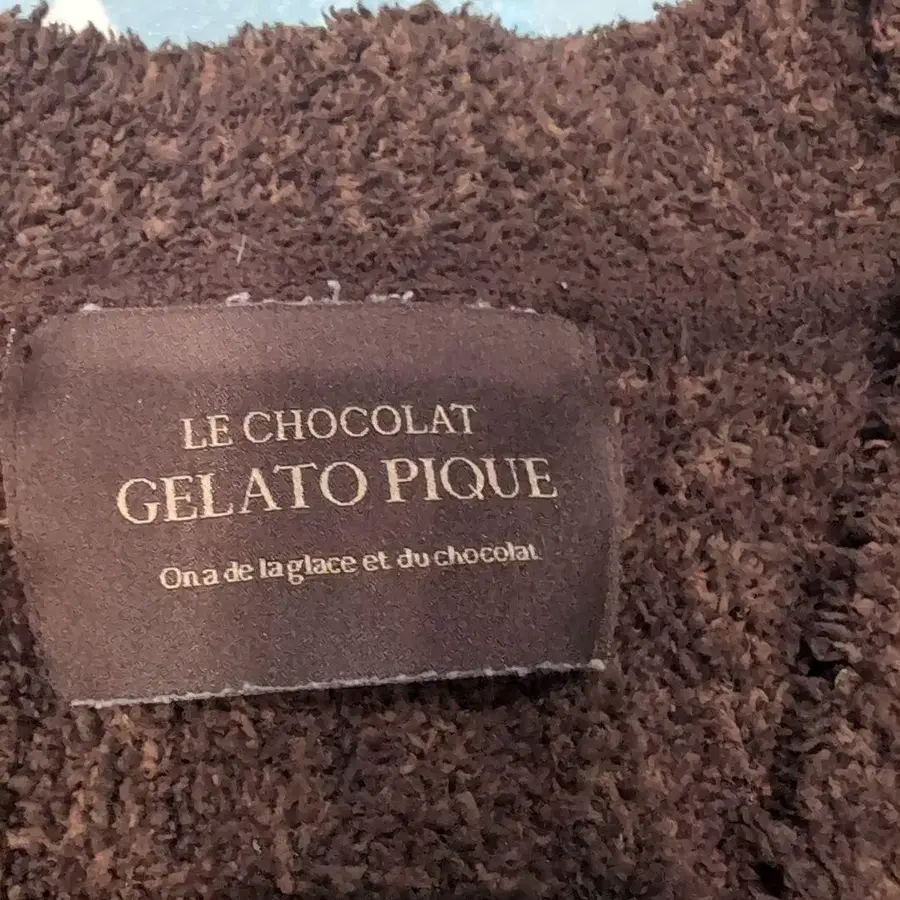 LE CHOCOLAT
GELATO PIQUE
On a de la glace et du chocolat